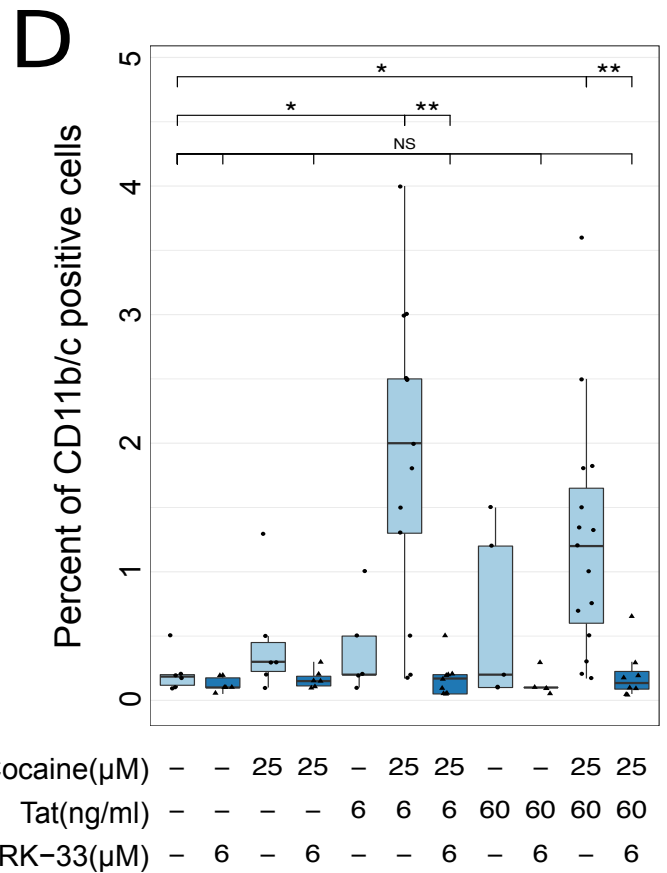 D
5
* **
* **
NS
4
3
2
1
0
Percent of CD11b/c positive cells
Cocaine(µM) – – 25 25 – 25 25 – – 25 25
Tat(ng/ml) – – – – 6 6 6 60 60 60 60
RK−33(µM) – 6 – 6 – – 6 – 6 – 6